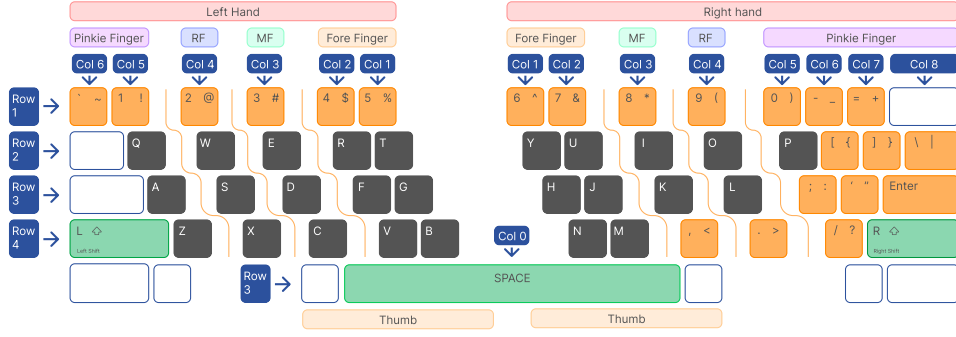 Left Hand Right hand
Pinkie Finger RF MF Fore Finger Fore Finger MF RF Pinkie Finger
Col 6 Col 5 Col 4 Col 3 Col 2 Col 1 Col 1 Col 2 Col 3 Col 4 Col 5 Col 6 Col 7 Col 8
Row 1 ` ~ 1 ! 2 @ 3 # 4 $ 5 % 6 ^ 7 & 8 * 9 ( 0 ) - _ = +
Row 2 Q W E R T Y U I O P [ { ] } \ |
Row 3 A S D F G H J K L ; : ‘ “ Enter
Row 4 L Z X C V B Col 0 N M , < . > / ? R
Left Shift Right Shift
Row 3 SPACE
Thumb Thumb